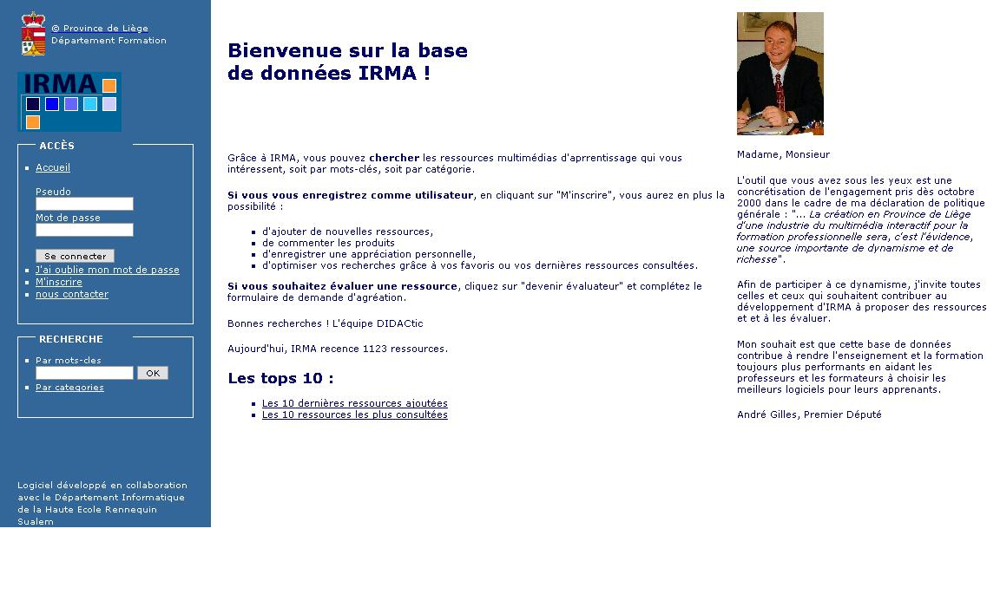 © Province de Liège
Département Formation
IRMA
ACCÈS
Accueil
Pseudo
Mot de passe
Se connecter
J'ai oublie mon mot de passe
M'inscrire
nous contacter
RECHERCHE
Par mots-cles
OK
Par categories
Logiciel développé en collaboration
avec le Département Informatique
de la Haute Ecole Rennequin
Sualem
Bienvenue sur la base
de données IRMA !
Grâce à IRMA, vous pouvez chercher les ressources multimédias d'aprrentissage qui vous
intéressent, soit par mots-clés, soit par catégorie.
Si vous vous enregistrez comme utilisateur, en cliquant sur "M'inscrire", vous aurez en plus la
possibilité :
d'ajouter de nouvelles ressources,
de commenter les produits
d'enregistrer une appréciation personnelle,
d'optimiser vos recherches grâce à vos favoris ou vos dernières ressources consultées.
Si vous souhaitez évaluer une ressource, cliquez sur "devenir évaluateur" et complétez le
formulaire de demande d'agréation.
Bonnes recherches ! L'équipe DIDACtic
Aujourd'hui, IRMA recence 1123 ressources.
Les tops 10 :
Les 10 dernières ressources ajoutées
Les 10 ressources les plus consultées
Madame, Monsieur
L'outil que vous avez sous les yeux est une
concrétisation de l'engagement pris dès octobre
2000 dans le cadre de ma déclaration de politique
générale : "... La création en Province de Liège
d'une industrie du multimédia interactif pour la
formation professionnelle sera, c'est l'évidence,
une source importante de dynamisme et de
richesse".
Afin de participer à ce dynamisme, j'invite toutes
celles et ceux qui souhaitent contribuer au
développement d'IRMA à proposer des ressources
et et à les évaluer.
Mon souhait est que cette base de données
contribue à rendre l'enseignement et la formation
toujours plus performants en aidant les
professeurs et les formateurs à choisir les
meilleurs logiciels pour leurs apprenants.
André Gilles, Premier Député